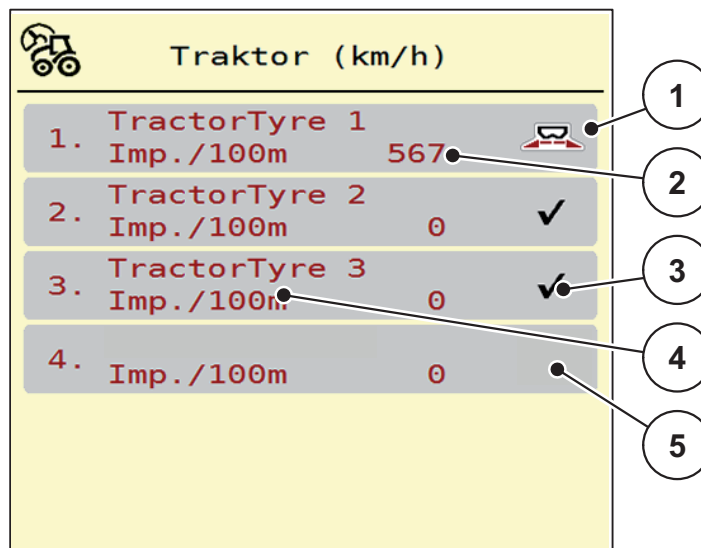 Traktor (km/h)
1. TractorTyre 1
Imp./100m 567
2. TractorTyre 2
Imp./100m 0
3. TractorTyre 3
Imp./100m 0
4.
Imp./100m 0
1
2
3
4
5